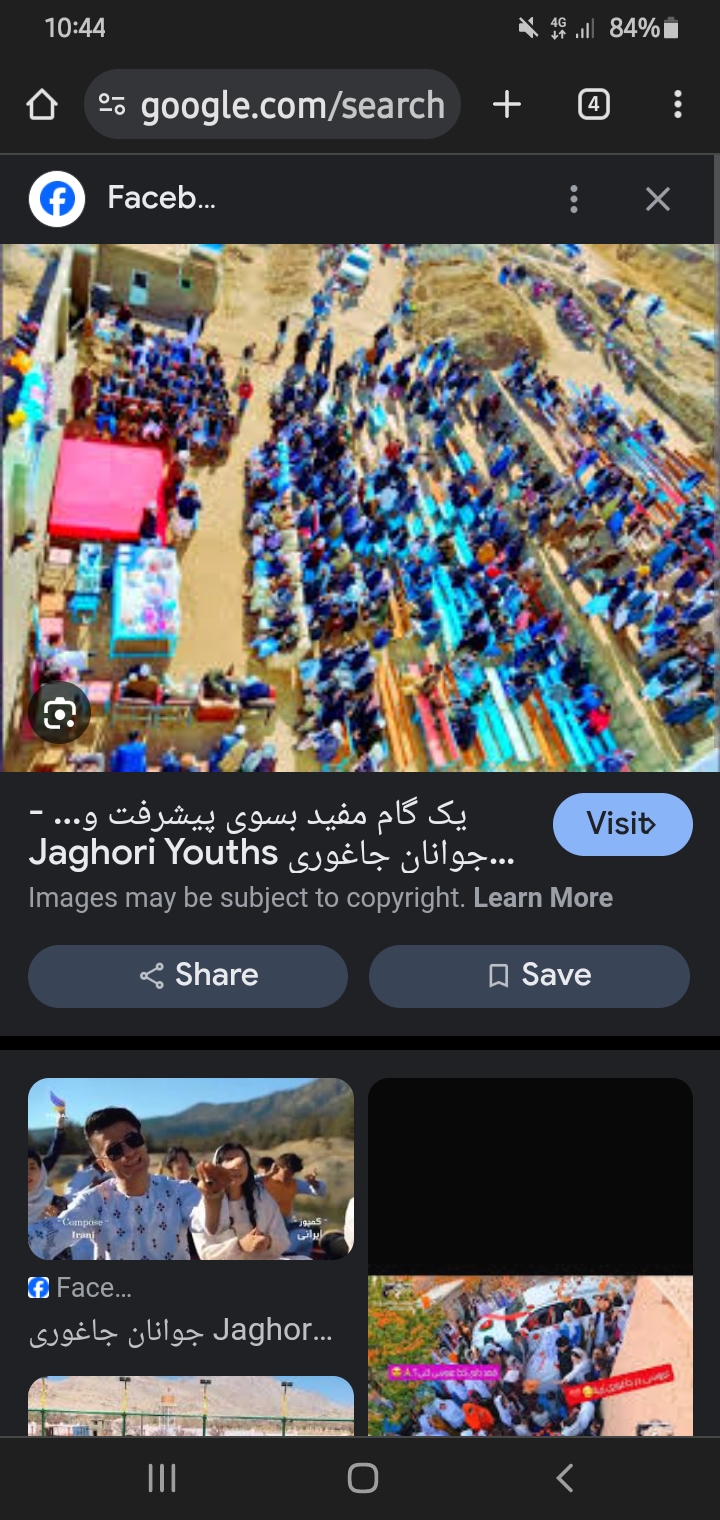 10:44
4G
84%
google.com/search
4
Faceb...
یک گام مفید بسوی پیشرفت و... -
Jaghori Youths جوانان جاغوری...
Visit
Images may be subject to copyright. Learn More
Share
Save
- Compose -
Irani
- کمپوز -
ایرانی
Face...
جوانان جاغوری Jaghor...